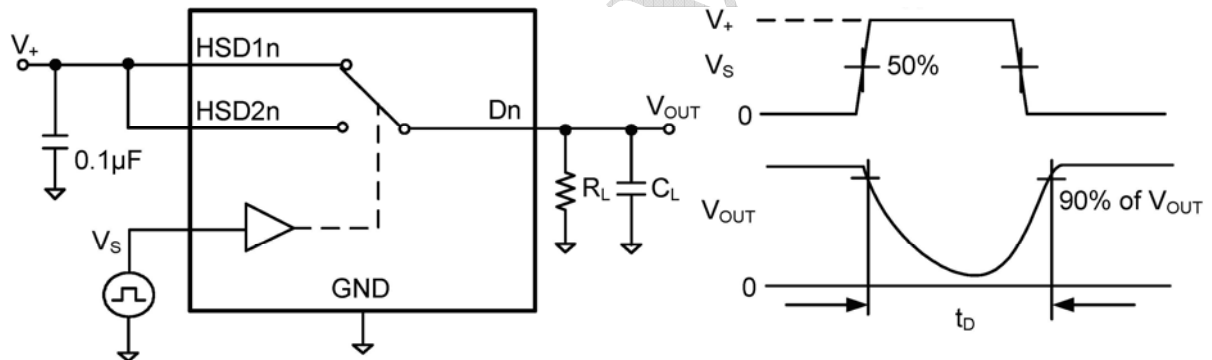 V+
HSD1n
HSD2n
0.1µF
VS
GND
Dn
VOUT
RL
CL
V+
VS
50%
0
VOUT
90% of VOUT
0
tD